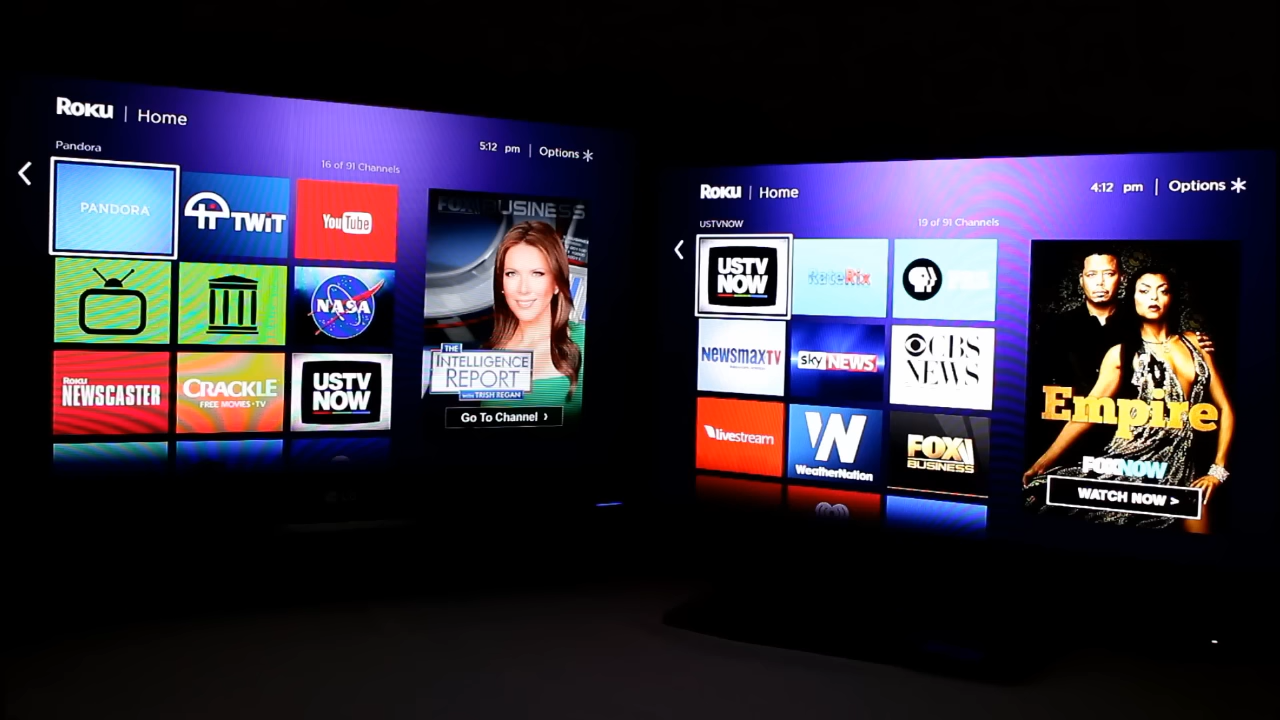 Roku | Home
5:12 pm | Options
Pandora
16 of 91 Channels
PANDORA
TWiT
YouTube
NASA
Roku
NEWSCASTER
CRACKLE
FREE MOVIES • TV
USTV
NOW
FOX BUSINESS
THE
INTELLIGENCE
REPORT
WITH TRISH REGAN
Go To Channel >
Roku | Home
4:12 pm | Options
USTVNOW
19 of 91 Channels
USTV
NOW
PBS
NEWSMAXTV
sky NEWS
CBS
NEWS
livestream
W
WeatherNation
FOX
BUSINESS
Empire
FOXNOW
WATCH NOW >